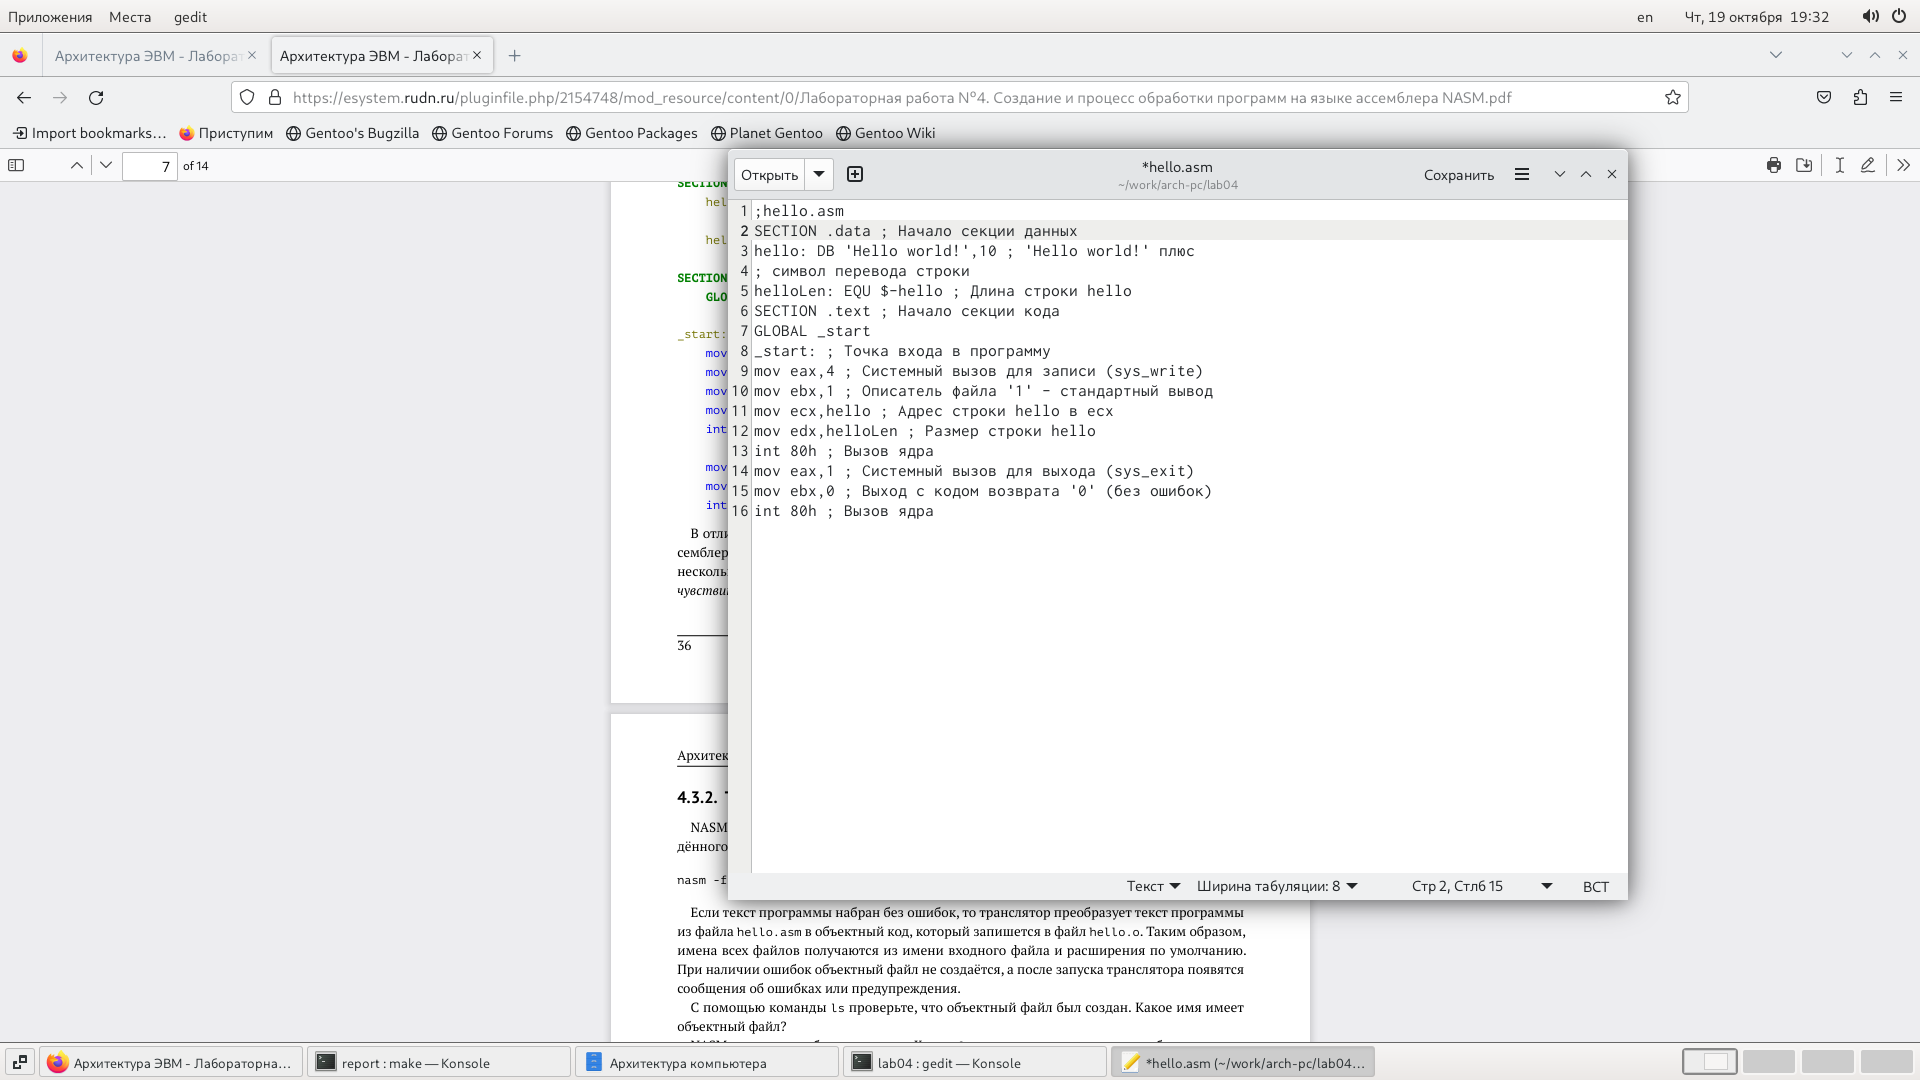 Приложения Места gedit en Чт, 19 октября 19:32
Архитектура ЭВМ - Лаборат Архитектура ЭВМ - Лаборат
https://esystem.rudn.ru/pluginfile.php/2154748/mod_resource/content/0/Лабораторная работа №4. Создание и процесс обработки программ на языке ассемблера NASM.pdf
Import bookmarks... Приступим Gentoo's Bugzilla Gentoo Forums Gentoo Packages Planet Gentoo Gentoo Wiki
7 of 14
SECTION
hel
hel
SECTION
GLO
_start:
mov
mov
mov
mov
int
mov
mov
int
В отли
семблер
несколь
чувстви
36
Архитек
4.3.2.
NASM
дённого
nasm -f
Открыть *hello.asm Сохранить
~/work/arch-pc/lab04
1 ;hello.asm
2 SECTION .data ; Начало секции данных
3 hello: DB 'Hello world!',10 ; 'Hello world!' плюс
4 ; символ перевода строки
5 helloLen: EQU $-hello ; Длина строки hello
6 SECTION .text ; Начало секции кода
7 GLOBAL _start
8 _start: ; Точка входа в программу
9 mov eax,4 ; Системный вызов для записи (sys_write)
10 mov ebx,1 ; Описатель файла '1' - стандартный вывод
11 mov ecx,hello ; Адрес строки hello в ecx
12 mov edx,helloLen ; Размер строки hello
13 int 80h ; Вызов ядра
14 mov eax,1 ; Системный вызов для выхода (sys_exit)
15 mov ebx,0 ; Выход с кодом возврата '0' (без ошибок)
16 int 80h ; Вызов ядра
Текст Ширина табуляции: 8 Стр 2, Стлб 15 ВСТ
Если текст программы набран без ошибок, то транслятор преобразует текст программы
из файла hello.asm в объектный код, который запишется в файл hello.o. Таким образом,
имена всех файлов получаются из имени входного файла и расширения по умолчанию.
При наличии ошибок объектный файл не создаётся, а после запуска транслятора появятся
сообщения об ошибках или предупреждения.
С помощью команды ls проверьте, что объектный файл был создан. Какое имя имеет
объектный файл?
Архитектура ЭВМ - Лабораторна... report : make — Konsole Архитектура компьютера lab04 : gedit — Konsole *hello.asm (~/work/arch-pc/lab04...